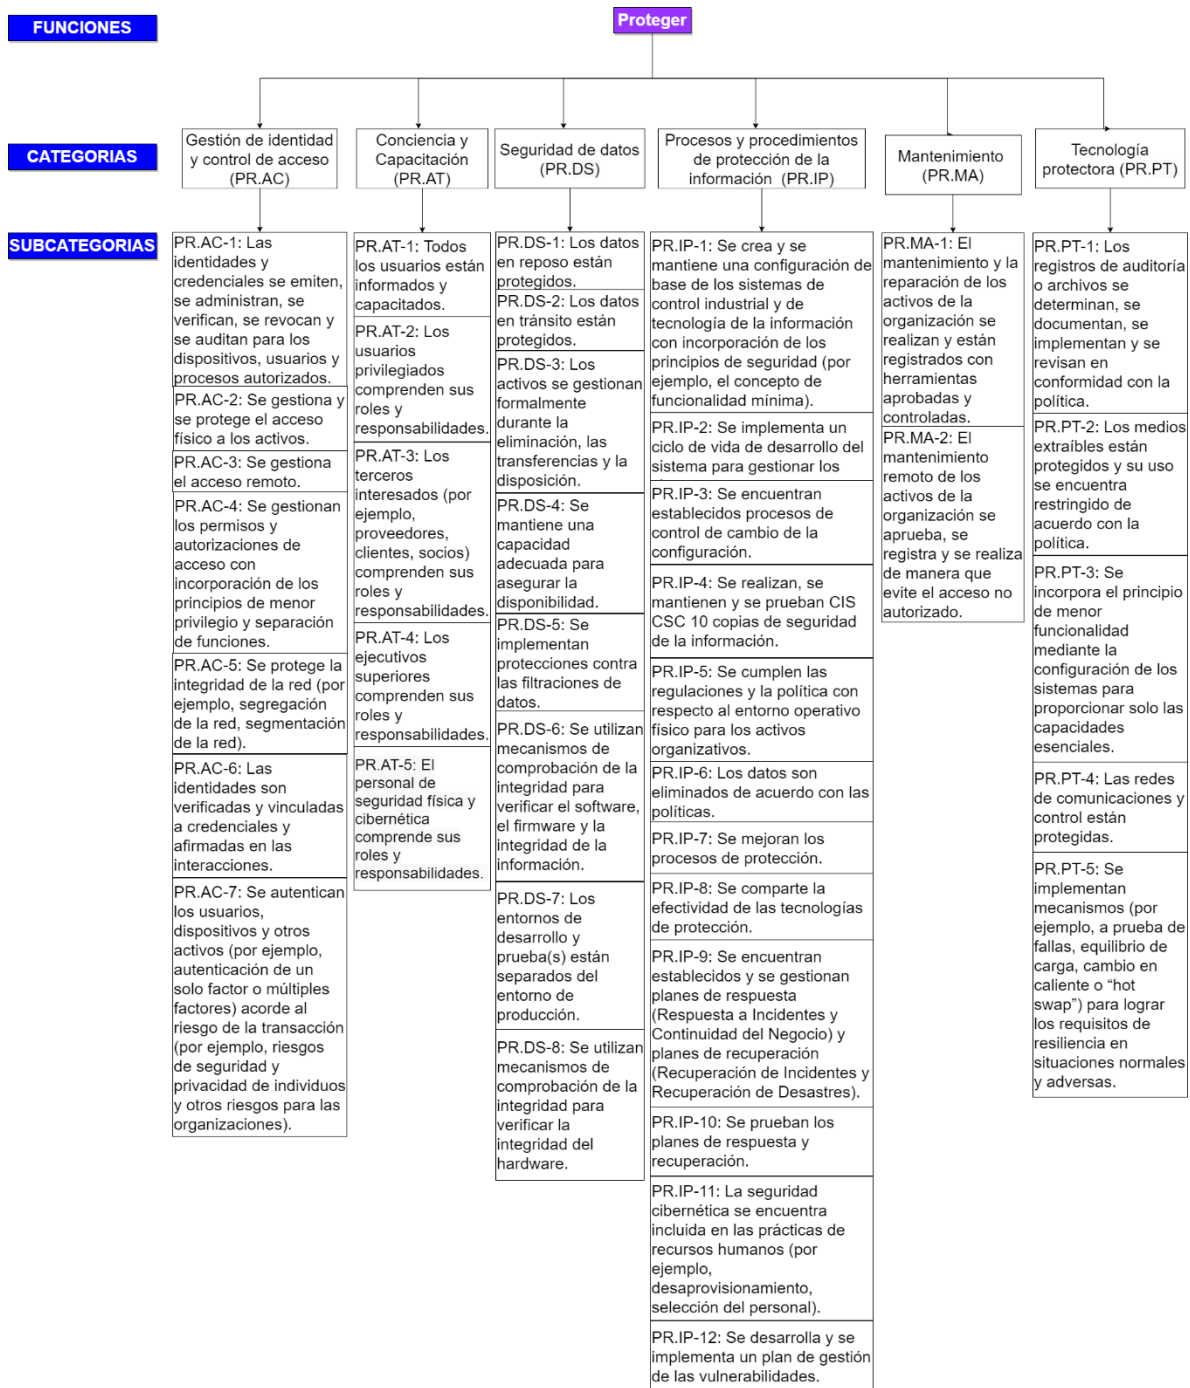 FUNCIONES
Proteger
CATEGORIAS
Gestión de identidad
y control de acceso
(PR.AC)
Conciencia y
Capacitación
(PR.AT)
Seguridad de datos
(PR.DS)
Procesos y procedimientos
de protección de la
información (PR.IP)
Mantenimiento
(PR.MA)
Tecnología
protectora (PR.PT)
SUBCATEGORIAS
PR.AC-1: Las
identidades y
credenciales se emiten,
se administran, se
verifican, se revocan y
se auditan para los
dispositivos, usuarios y
procesos autorizados.
PR.AC-2: Se gestiona y
se protege el acceso
físico a los activos.
PR.AC-3: Se gestiona
el acceso remoto.
PR.AC-4: Se gestionan
los permisos y
autorizaciones de
acceso con
incorporación de los
principios de menor
privilegio y separación
de funciones.
PR.AC-5: Se protege la
integridad de la red (por
ejemplo, segregación
de la red, segmentación
de la red).
PR.AC-6: Las
identidades son
verificadas y vinculadas
a credenciales y
afirmadas en las
interacciones.
PR.AC-7: Se autentican
los usuarios,
dispositivos y otros
activos (por ejemplo,
autenticación de un
solo factor o múltiples
factores) acorde al
riesgo de la transacción
(por ejemplo, riesgos
de seguridad y
privacidad de individuos
y otros riesgos para las
organizaciones).
PR.AT-1: Todos
los usuarios están
informados y
capacitados.
PR.AT-2: Los
usuarios
privilegiados
comprenden sus
roles y
responsabilidades.
PR.AT-3: Los
terceros
interesados (por
ejemplo,
proveedores,
clientes, socios)
comprenden sus
roles y
responsabilidades.
PR.AT-4: Los
ejecutivos
superiores
comprenden sus
roles y
responsabilidades.
PR.AT-5: El
personal de
seguridad física y
cibernética
comprende sus
roles y
responsabilidades.
PR.DS-1: Los datos
en reposo están
protegidos.
PR.DS-2: Los datos
en tránsito están
protegidos.
PR.DS-3: Los
activos se gestionan
formalmente
durante la
eliminación, las
transferencias y la
disposición.
PR.DS-4: Se
mantiene una
capacidad
adecuada para
asegurar la
disponibilidad.
PR.DS-5: Se
implementan
protecciones contra
las filtraciones de
datos.
PR.DS-6: Se utilizan
mecanismos de
comprobación de la
integridad para
verificar el software,
el firmware y la
integridad de la
información.
PR.DS-7: Los
entornos de
desarrollo y
prueba(s) están
separados del
entorno de
producción.
PR.DS-8: Se utilizan
mecanismos de
comprobación de la
integridad para
verificar la
integridad del
hardware.
PR.IP-1: Se crea y se
mantiene una configuración de
base de los sistemas de
control industrial y de
tecnología de la información
con incorporación de los
principios de seguridad (por
ejemplo, el concepto de
funcionalidad mínima).
PR.IP-2: Se implementa un
ciclo de vida de desarrollo del
sistema para gestionar los
PR.IP-3: Se encuentran
establecidos procesos de
control de cambio de la
configuración.
PR.IP-4: Se realizan, se
mantienen y se prueban CIS
CSC 10 copias de seguridad
de la información.
PR.IP-5: Se cumplen las
regulaciones y la política con
respecto al entorno operativo
físico para los activos
organizativos.
PR.IP-6: Los datos son
eliminados de acuerdo con las
políticas.
PR.IP-7: Se mejoran los
procesos de protección.
PR.IP-8: Se comparte la
efectividad de las tecnologías
de protección.
PR.IP-9: Se encuentran
establecidos y se gestionan
planes de respuesta
(Respuesta a Incidentes y
Continuidad del Negocio) y
planes de recuperación
(Recuperación de Incidentes y
Recuperación de Desastres).
PR.IP-10: Se prueban los
planes de respuesta y
recuperación.
PR.IP-11: La seguridad
cibernética se encuentra
incluida en las prácticas de
recursos humanos (por
ejemplo,
desaprovisionamiento,
selección del personal).
PR.IP-12: Se desarrolla y se
implementa un plan de gestión
de las vulnerabilidades.
PR.MA-1: El
mantenimiento y la
reparación de los
activos de la
organización se
realizan y están
registrados con
herramientas
aprobadas y
controladas.
PR.MA-2: El
mantenimiento
remoto de los
activos de la
organización se
aprueba, se
registra y se realiza
de manera que
evite el acceso no
autorizado.
PR.PT-1: Los
registros de auditoría
o archivos se
determinan, se
documentan, se
implementan y se
revisan en
conformidad con la
política.
PR.PT-2: Los medios
extraíbles están
protegidos y su uso
se encuentra
restringido de
acuerdo con la
política.
PR.PT-3: Se
incorpora el principio
de menor
funcionalidad
mediante la
configuración de los
sistemas para
proporcionar solo las
capacidades
esenciales.
PR.PT-4: Las redes
de comunicaciones y
control están
protegidas.
PR.PT-5: Se
implementan
mecanismos (por
ejemplo, a prueba de
fallas, equilibrio de
carga, cambio en
caliente o “hot
swap”) para lograr
los requisitos de
resiliencia en
situaciones normales
y adversas.